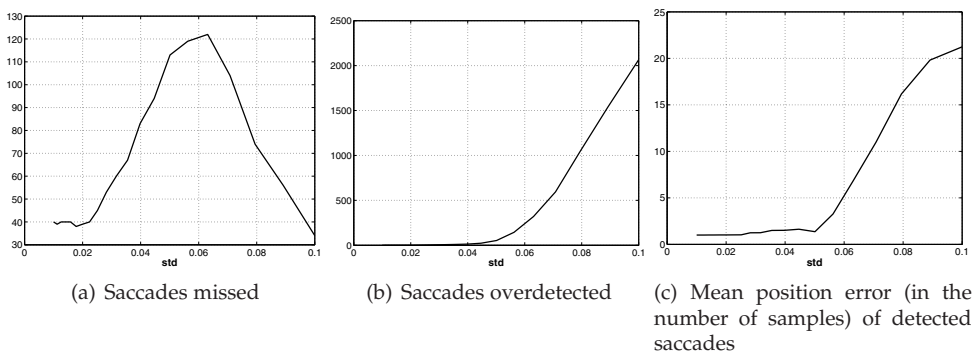 130
120
110
100
90
80
70
60
50
40
30
0 0.02 0.04 0.06 0.08 0.1
std
(a) Saccades missed
2500
2000
1500
1000
500
0
0 0.02 0.04 0.06 0.08 0.1
std
(b) Saccades overdetected
25
20
15
10
5
0
0 0.02 0.04 0.06 0.08 0.1
std
(c) Mean position error (in the
number of samples) of detected
saccades